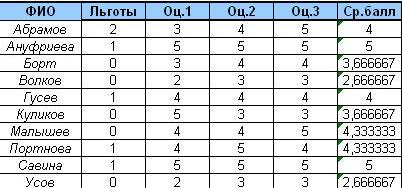 ФИО Льготы Оц.1 Оц.2 Оц.3 Ср.балл
Абрамов 2 3 4 5 4
Ануфриева 1 5 5 5 5
Борт 0 3 4 4 3,666667
Волков 0 2 3 3 2,666667
Гусев 1 4 4 4 4
Куликов 0 5 3 3 3,666667
Малышев 0 4 4 5 4,333333
Портнова 1 4 5 4 4,333333
Савина 1 5 5 5 5
Усов 0 2 3 3 2,666667